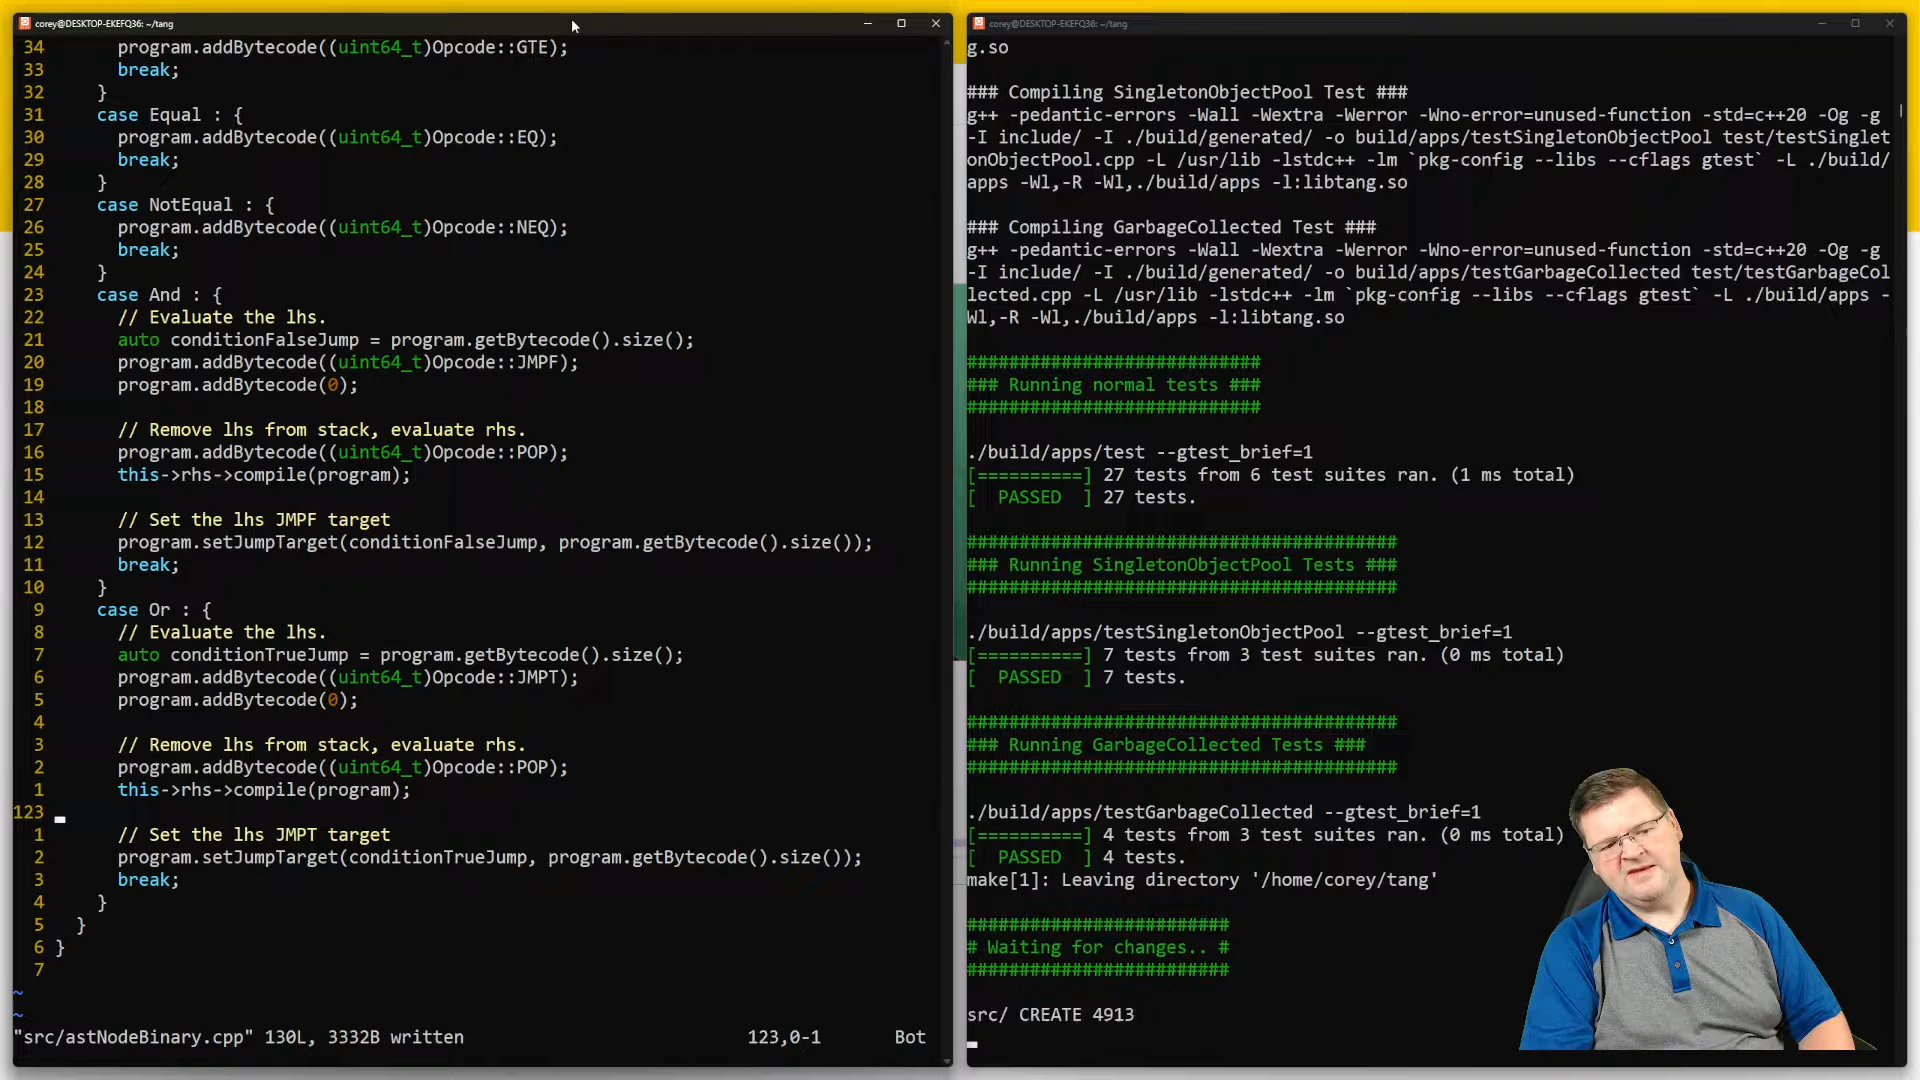 corey@DESKTOP-EKEFQ36: ~/tang
34       program.addBytecode((uint64_t)Opcode::GTE);
33       break;
32     }
31     case Equal : {
30       program.addBytecode((uint64_t)Opcode::EQ);
29       break;
28     }
27     case NotEqual : {
26       program.addBytecode((uint64_t)Opcode::NEQ);
25       break;
24     }
23     case And : {
22       // Evaluate the lhs.
21       auto conditionFalseJump = program.getBytecode().size();
20       program.addBytecode((uint64_t)Opcode::JMPF);
19       program.addBytecode(0);
18
17       // Remove lhs from stack, evaluate rhs.
16       program.addBytecode((uint64_t)Opcode::POP);
15       this->rhs->compile(program);
14
13       // Set the lhs JMPF target
12       program.setJumpTarget(conditionFalseJump, program.getBytecode().size());
11       break;
10     }
9     case Or : {
8       // Evaluate the lhs.
7       auto conditionTrueJump = program.getBytecode().size();
6       program.addBytecode((uint64_t)Opcode::JMPT);
5       program.addBytecode(0);
4
3       // Remove lhs from stack, evaluate rhs.
2       program.addBytecode((uint64_t)Opcode::POP);
1       this->rhs->compile(program);
123
1       // Set the lhs JMPT target
2       program.setJumpTarget(conditionTrueJump, program.getBytecode().size());
3       break;
4     }
5   }
6 }
7
~
~
"src/astNodeBinary.cpp" 130L, 3332B written 123,0-1 Bot
corey@DESKTOP-EKEFQ36: ~/tang
g.so
### Compiling SingletonObjectPool Test ###
g++ -pedantic-errors -Wall -Wextra -Werror -Wno-error=unused-function -std=c++20 -Og -g
-I include/ -I ./build/generated/ -o build/apps/testSingletonObjectPool test/testSinglet
onObjectPool.cpp -L /usr/lib -lstdc++ -lm `pkg-config --libs --cflags gtest` -L ./build/
apps -Wl,-R -Wl,./build/apps -l:libtang.so
### Compiling GarbageCollected Test ###
g++ -pedantic-errors -Wall -Wextra -Werror -Wno-error=unused-function -std=c++20 -Og -g
-I include/ -I ./build/generated/ -o build/apps/testGarbageCollected test/testGarbageCol
lected.cpp -L /usr/lib -lstdc++ -lm `pkg-config --libs --cflags gtest` -L ./build/apps -
Wl,-R -Wl,./build/apps -l:libtang.so
############################
### Running normal tests ###
############################
./build/apps/test --gtest_brief=1
[==========] 27 tests from 6 test suites ran. (1 ms total)
[  PASSED  ] 27 tests.
#########################################
### Running SingletonObjectPool Tests ###
#########################################
./build/apps/testSingletonObjectPool --gtest_brief=1
[==========] 7 tests from 3 test suites ran. (0 ms total)
[  PASSED  ] 7 tests.
#########################################
### Running GarbageCollected Tests ###
#########################################
./build/apps/testGarbageCollected --gtest_brief=1
[==========] 4 tests from 3 test suites ran. (0 ms total)
[  PASSED  ] 4 tests.
make[1]: Leaving directory '/home/corey/tang'
#########################
# Waiting for changes.. #
#########################
src/ CREATE 4913